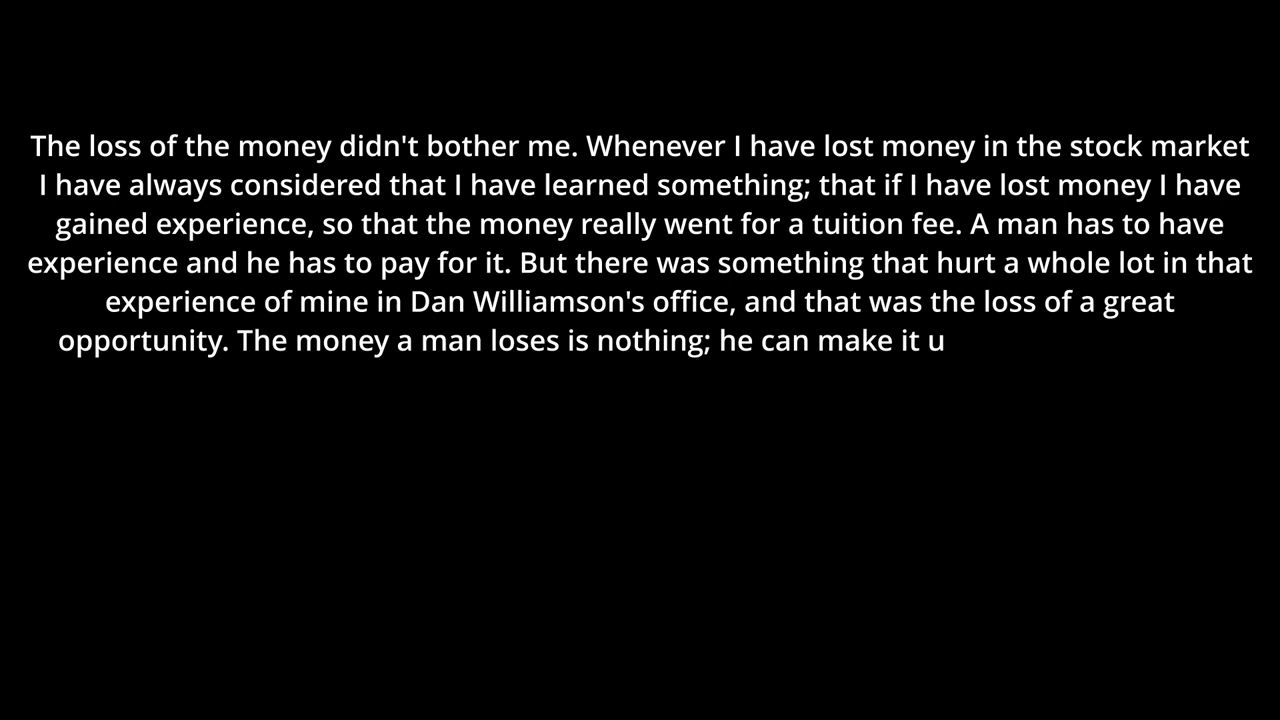 The loss of the money didn't bother me. Whenever I have lost money in the stock market
I have always considered that I have learned something; that if I have lost money I have
gained experience, so that the money really went for a tuition fee. A man has to have
experience and he has to pay for it. But there was something that hurt a whole lot in that
experience of mine in Dan Williamson's office, and that was the loss of a great
opportunity. The money a man loses is nothing; he can make it u